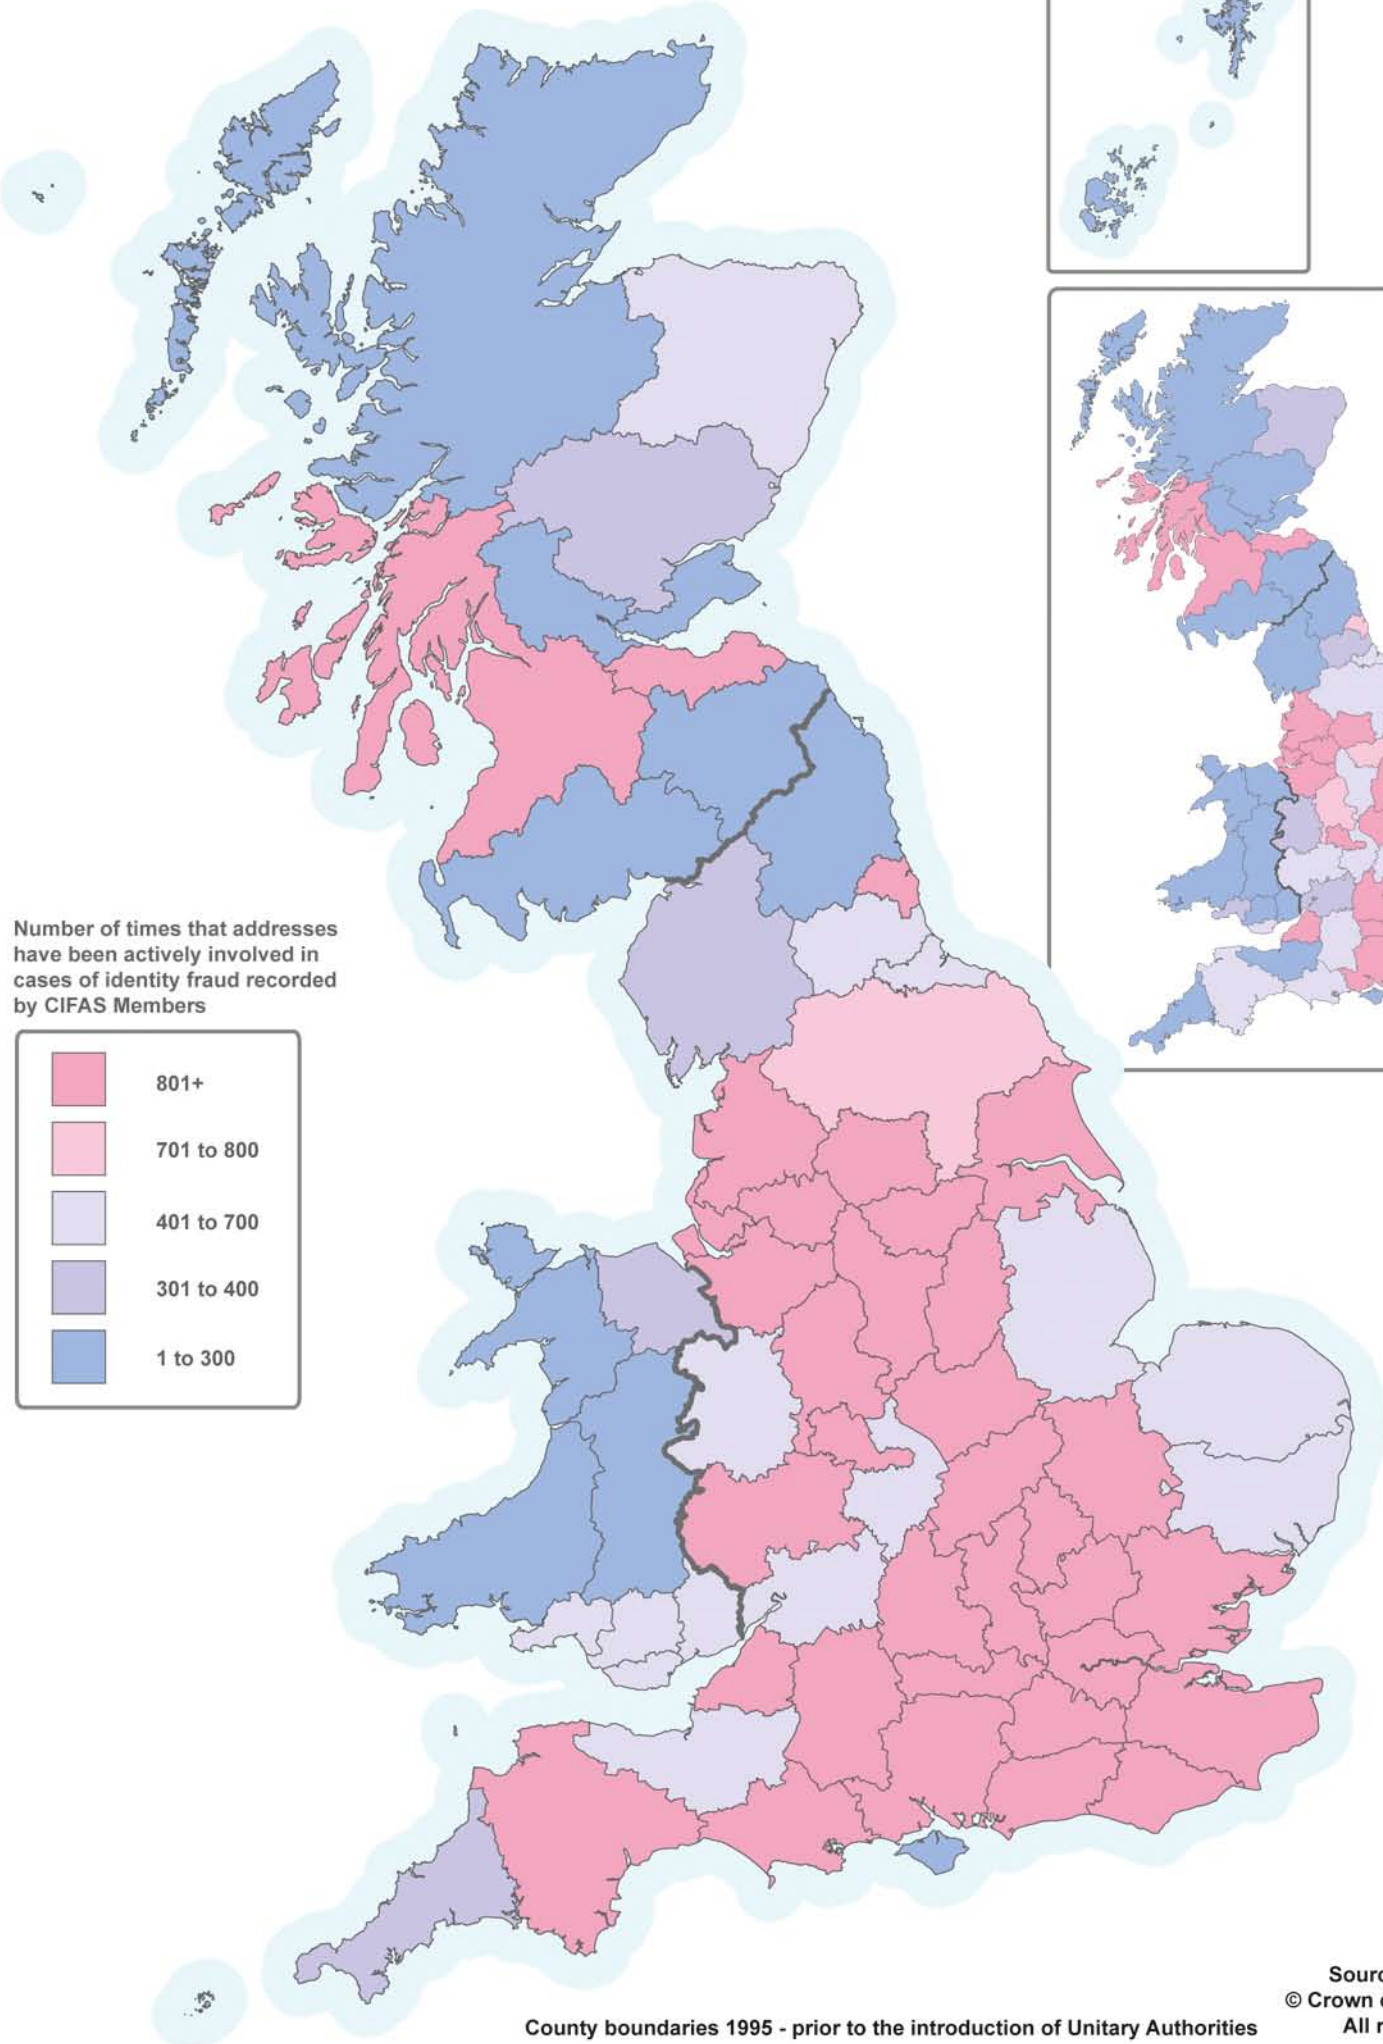 Number of times that addresses
have been actively involved in
cases of identity fraud recorded
by CIFAS Members
801+
701 to 800
401 to 700
301 to 400
1 to 300
© Crown
All
County boundaries 1995 - prior to the introduction of Unitary Authorities